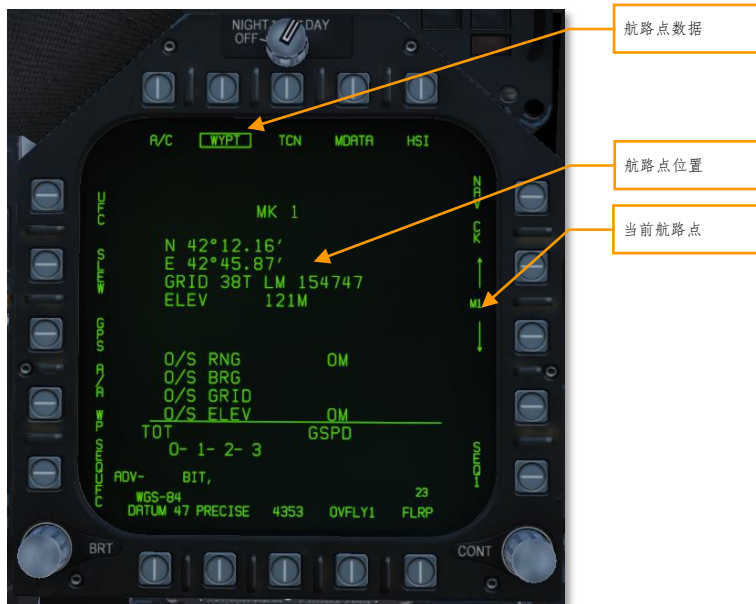 NIGHT DAY
OFF
航路点数据
A/C WYPT TCN MDATA HSI
航路点位置
当前航路点
UFC
NAV CK
MK 1
N 42°12.16′
E 42°45.87′
SLEW
GRID 38T LM 154747
ELEV 121M
M1
GPS
O/S RNG 0M
O/S BRG
A/A WP
O/S GRID
O/S ELEV 0M
TOT GSPD
0- 1- 2- 3
SEQUFC
SEQ1
ADV- BIT,
WGS-84 23
DATUM 47 PRECISE 4353 OVFLY1 FLRP
BRT
CONT